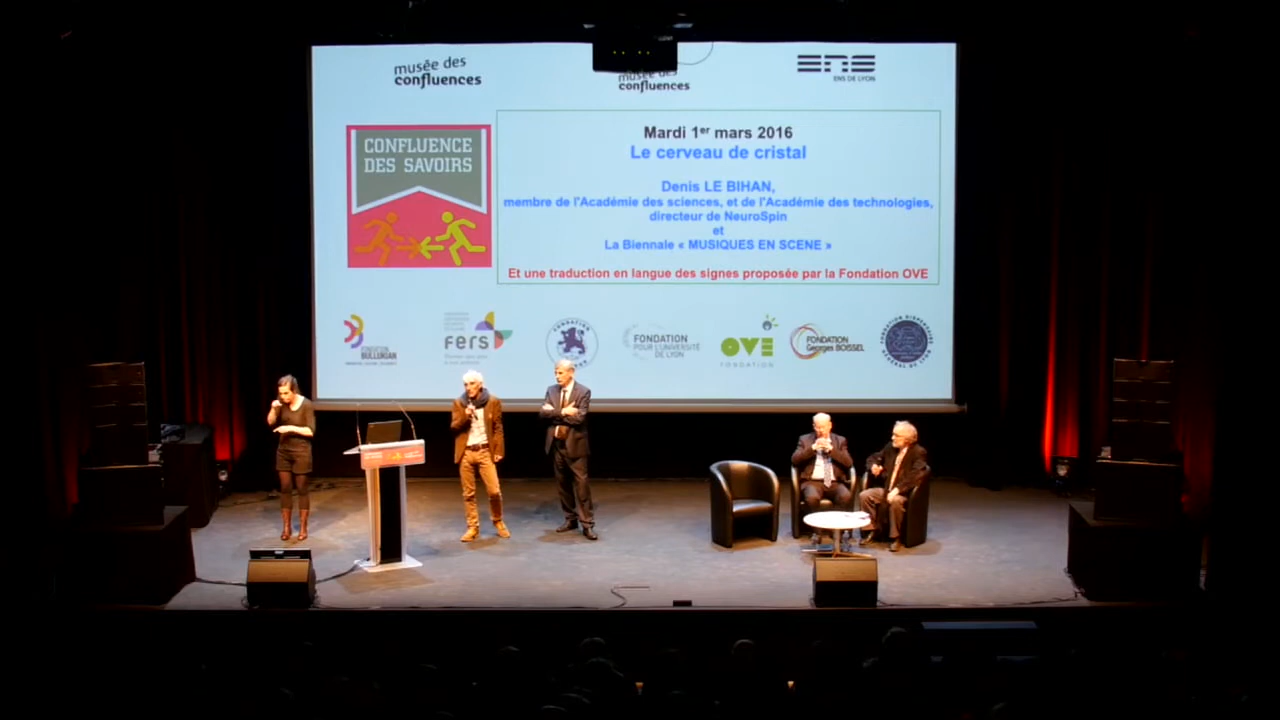 musée des
confluences
musée des
confluences
ENS
ENS DE LYON
CONFLUENCE
DES SAVOIRS
Mardi 1er mars 2016
Le cerveau de cristal
Denis LE BIHAN,
membre de l'Académie des sciences, et de l'Académie des technologies,
directeur de NeuroSpin
et
La Biennale « MUSIQUES EN SCENE »
Et une traduction en langue des signes proposée par la Fondation OVE
FONDATION
BULLUKIAN
fers
FONDATION
FONDATION
POUR L'UNIVERSITÉ
DE LYON
OVE
FONDATION
FONDATION
Georges BOISSEL